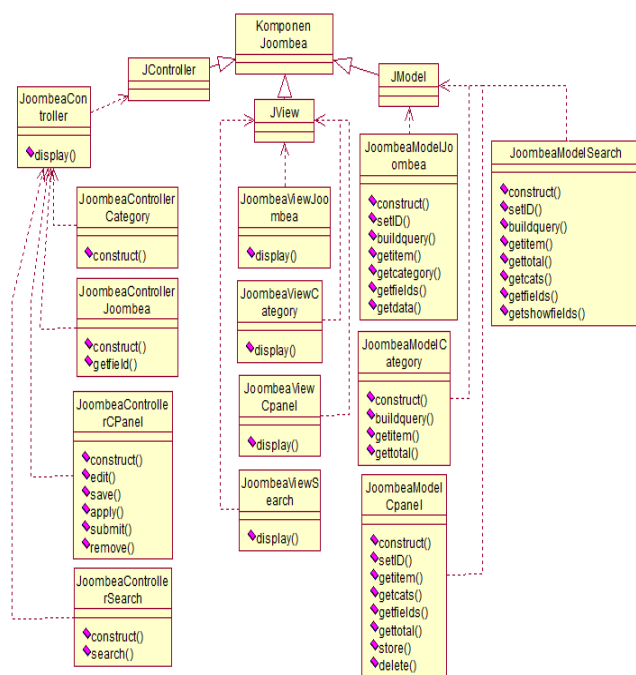 Komponen
Joombea
JController
JModel
JView
JoombeaCon
troller
display()
JoombeaController
Category
construct()
JoombeaController
Joombea
construct()
getfield()
JoombeaControlle
rCPanel
construct()
edit()
save()
apply()
submit()
remove()
JoombeaControlle
rSearch
construct()
search()
JoombeaViewJoo
mbea
display()
JoombeaViewC
ategory
display()
JoombeaView
Cpanel
display()
JoombeaViewS
earch
display()
JoombeaModelJo
ombea
construct()
setID()
buildquery()
getitem()
getcategory()
getfields()
getdata()
JoombeaModelC
ategory
construct()
buildquery()
getitem()
gettotal()
JoombeaModel
Cpanel
construct()
setID()
getitem()
getcats()
getfields()
gettotal()
store()
delete()
JoombeaModelSearch
construct()
setID()
buildquery()
getitem()
gettotal()
getcats()
getfields()
getshowfields()